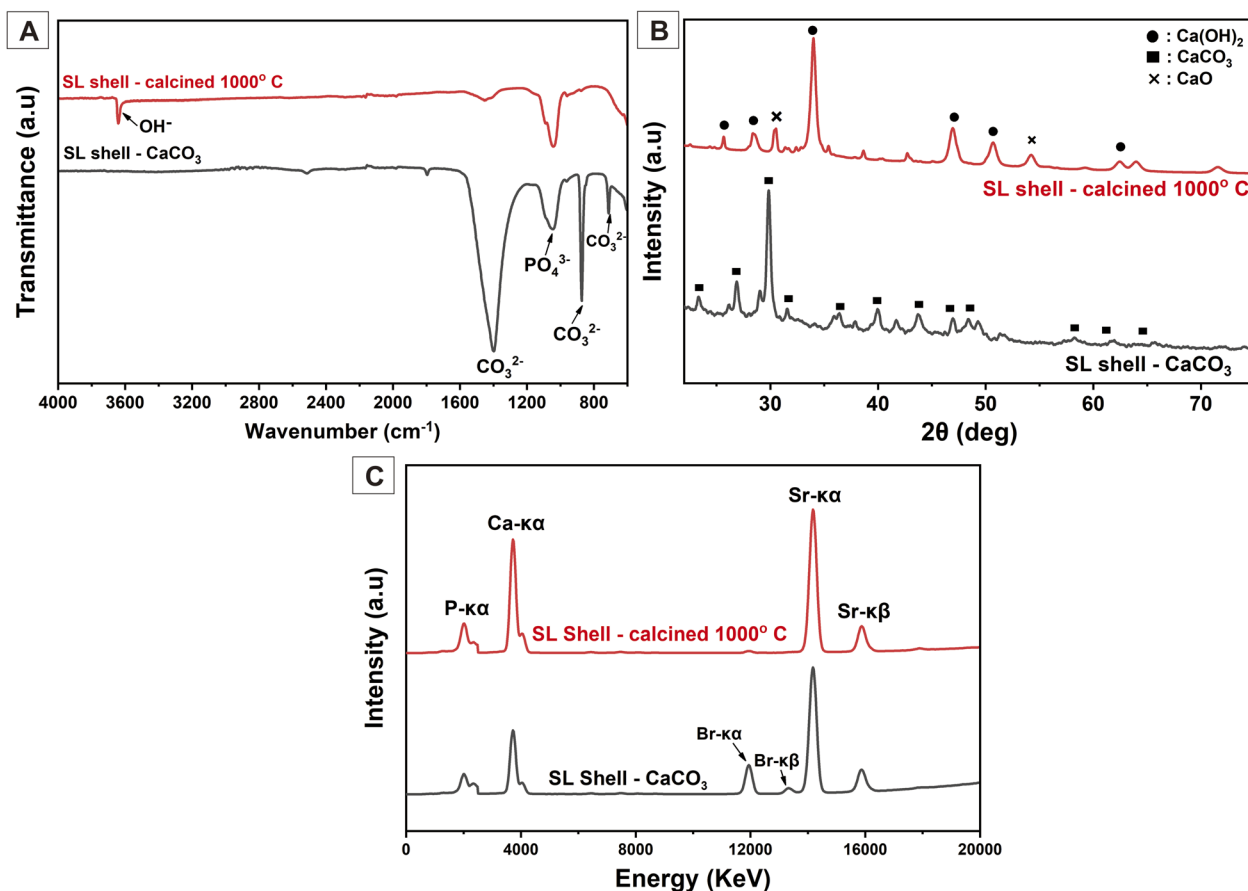 A
Transmittance (a.u)
SL shell - calcined 1000° C
OH⁻
SL shell - CaCO₃
CO₃²⁻
PO₄³⁻
CO₃²⁻
CO₃²⁻
4000 3600 3200 2800 2400 2000 1600 1200 800
Wavenumber (cm⁻¹)
B
Intensity (a.u)
: Ca(OH)₂
: CaCO₃
: CaO
SL shell - calcined 1000° C
SL shell - CaCO₃
30 40 50 60 70
2θ (deg)
C
Intensity (a.u)
P-κα
Ca-κα
Sr-κα
Sr-κβ
SL Shell - calcined 1000° C
Br-κα
Br-κβ
SL Shell - CaCO₃
0 4000 8000 12000 16000 20000
Energy (KeV)